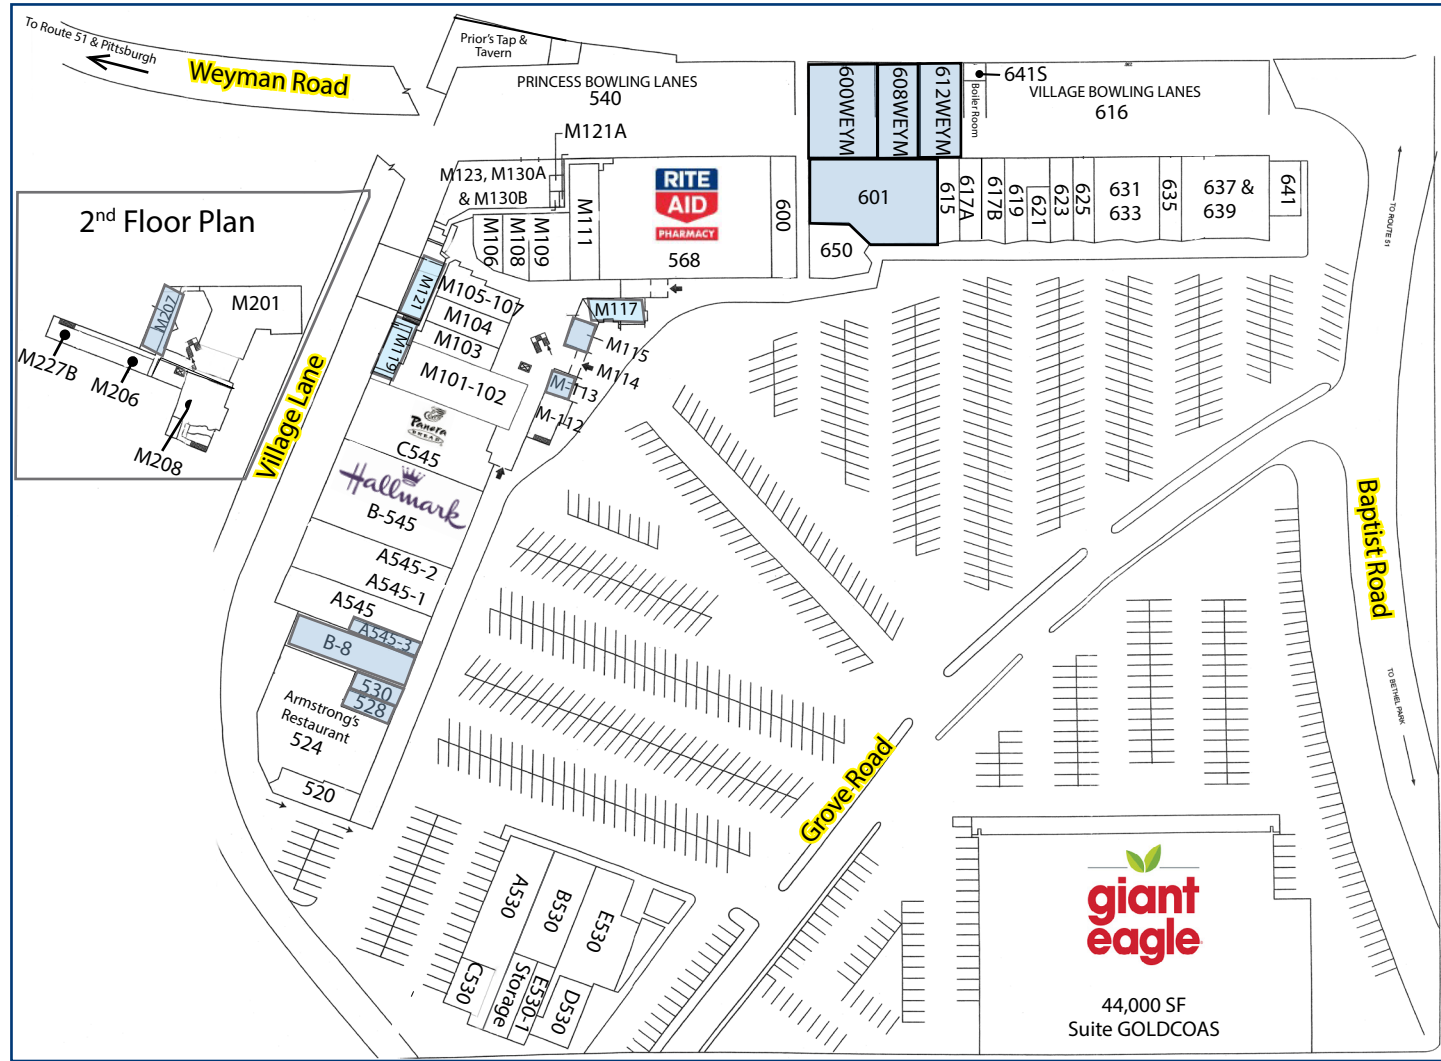 To Route 51 & Pittsburgh
Weyman Road
Prior's Tap &
Tavern
PRINCESS BOWLING LANES
540
M121A
M123, M130A
& M130B
M106
M108
M109
M111
RITE
AID
PHARMACY
568
600
600WEYM
608WEYM
612WEYM
641S
Boiler Room
VILLAGE BOWLING LANES
616
601
650
615
617A
617B
619
621
623
625
631
633
635
637 &
639
641
TO ROUTE 51
2nd Floor Plan
M201
M207
M227B
M206
M208
Village Lane
M121
M119
M105-107
M104
M103
M101-102
M117
M115
M114
M-113
M-112
Panera
BREAD
C545
Hallmark
B-545
A545-2
A545-1
A545
A545-3
B-8
530
528
Armstrong's
Restaurant
524
520
Baptist Road
TO BETHEL PARK
Grove Road
A530
B530
E530
C530
Storage
E530-1
D530
giant
eagle
44,000 SF
Suite GOLDCOAS